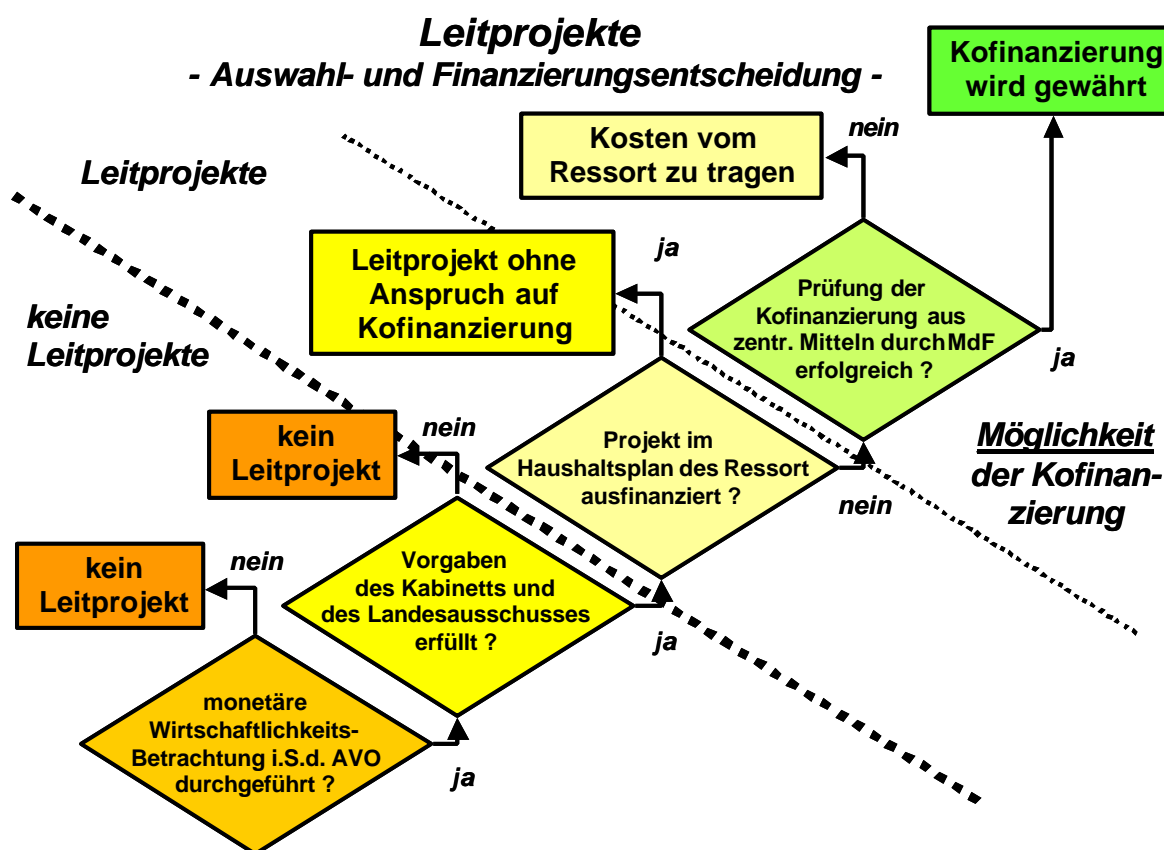 Leitprojekte
- Auswahl- und Finanzierungsentscheidung -
Kofinanzierung
wird gewährt
Kosten vom
Ressort zu tragen
nein
Leitprojekte
Leitprojekt ohne
Anspruch auf
Kofinanzierung
ja
Prüfung der
Kofinanzierung aus
zentr. Mitteln durch MdF
erfolgreich ?
ja
keine
Leitprojekte
kein
Leitprojekt
nein
Projekt im
Haushaltsplan des Ressort
ausfinanziert ?
nein
Möglichkeit
der Kofinan-
zierung
kein
Leitprojekt
nein
Vorgaben
des Kabinetts und
des Landesausschusses
erfüllt ?
ja
monetäre
Wirtschaftlichkeits-
Betrachtung i.S.d. AVO
durchgeführt ?
ja